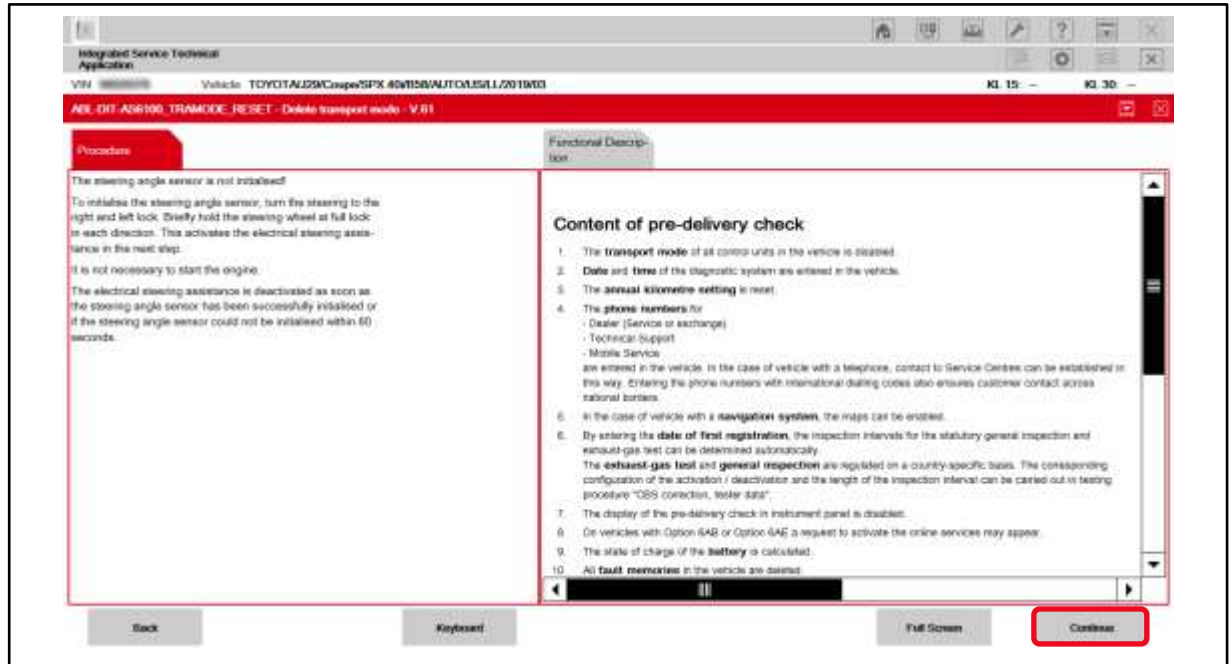 Integrated Service Technical
Application
VIN
Vehicle TOYOTA/J29/Coupe/SPX 40i/B58/AUTO/US/LL/2019/03
KL 15: --
KL 30: --
ABL-DIT-AS6100_TRAMODE_RESET - Delete transport mode - V.61
Procedure
The steering angle sensor is not initialised!
To initialise the steering angle sensor, turn the steering to the
right and left lock. Briefly hold the steering wheel at full lock
in each direction. This activates the electrical steering assis-
tance in the next step.
It is not necessary to start the engine.
The electrical steering assistance is deactivated as soon as
the steering angle sensor has been successfully initialised or
if the steering angle sensor could not be initialised within 60
seconds.
Functional Descrip-
tion
Content of pre-delivery check
1. The transport mode of all control units in the vehicle is disabled.
2. Date and time of the diagnostic system are entered in the vehicle.
3. The annual kilometre setting is reset.
4. The phone numbers for
- Dealer (Service or exchange)
- Technical Support
- Mobile Service
are entered in the vehicle. In the case of vehicle with a telephone, contact to Service Centres can be established in
this way. Entering the phone numbers with international dialling codes also ensures customer contact across
national borders.
5. In the case of vehicle with a navigation system, the maps can be enabled.
6. By entering the date of first registration, the inspection intervals for the statutory general inspection and
exhaust-gas test can be determined automatically.
The exhaust-gas test and general inspection are regulated on a country-specific basis. The corresponding
configuration of the activation / deactivation and the length of the inspection interval can be carried out in testing
procedure "CBS correction, tester data".
7. The display of the pre-delivery check in instrument panel is disabled.
8. On vehicles with Option 6AB or Option 6AE a request to activate the online services may appear.
9. The state of charge of the battery is calculated.
10. All fault memories in the vehicle are deleted.
Back
Keyboard
Full Screen
Continue